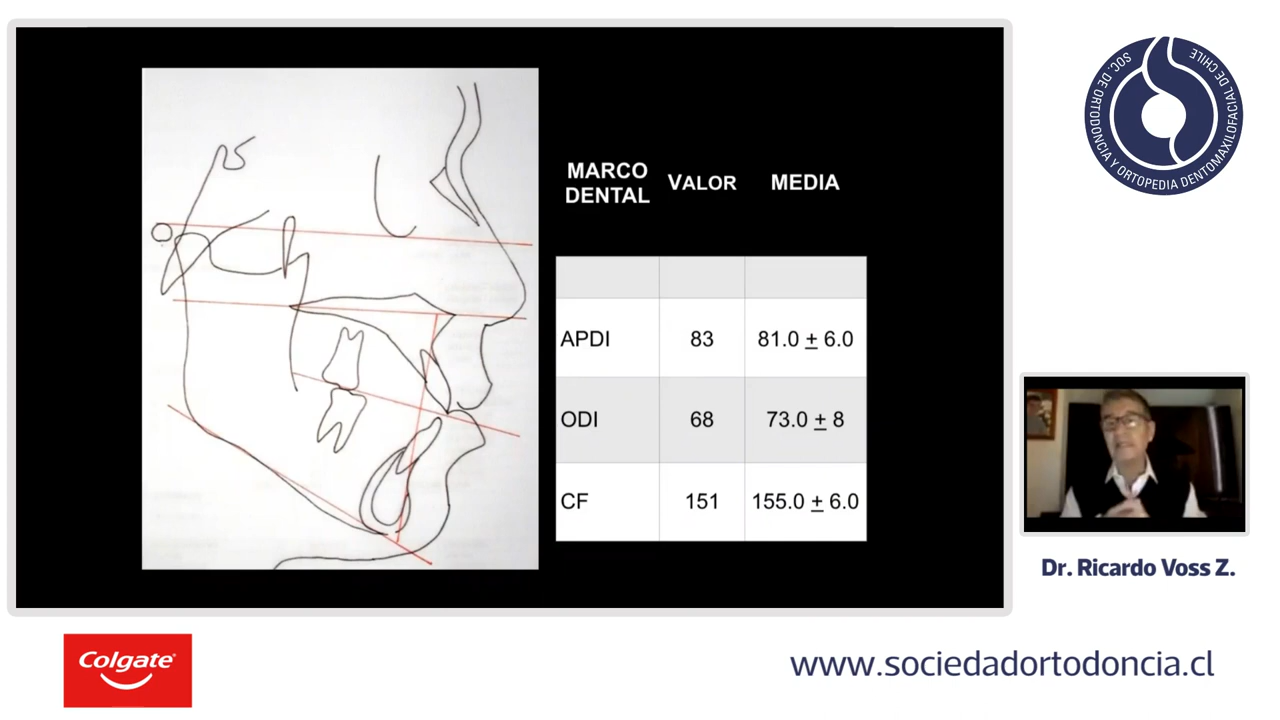 MARCO
DENTAL
VALOR
MEDIA
APDI 83 81.0 ± 6.0
ODI 68 73.0 ± 8
CF 151 155.0 ± 6.0
SOC. DE ORTODONCIA Y ORTOPEDIA DENTOMAXILOFACIAL DE CHILE
Dr. Ricardo Voss Z.
Colgate®
www.sociedadortodoncia.cl